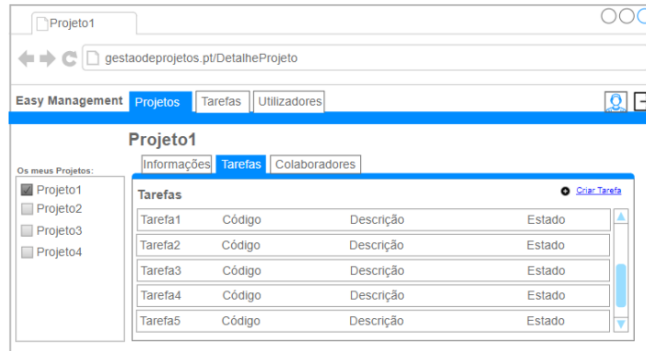 Projeto1
gestaodeprojetos.pt/DetalheProjeto
Easy Management Projetos Tarefas Utilizadores
Projeto1
Informações Tarefas Colaboradores
Os meus Projetos:
Projeto1
Projeto2
Projeto3
Projeto4
Tarefas Criar Tarefa
Tarefa1 Código Descrição Estado
Tarefa2 Código Descrição Estado
Tarefa3 Código Descrição Estado
Tarefa4 Código Descrição Estado
Tarefa5 Código Descrição Estado